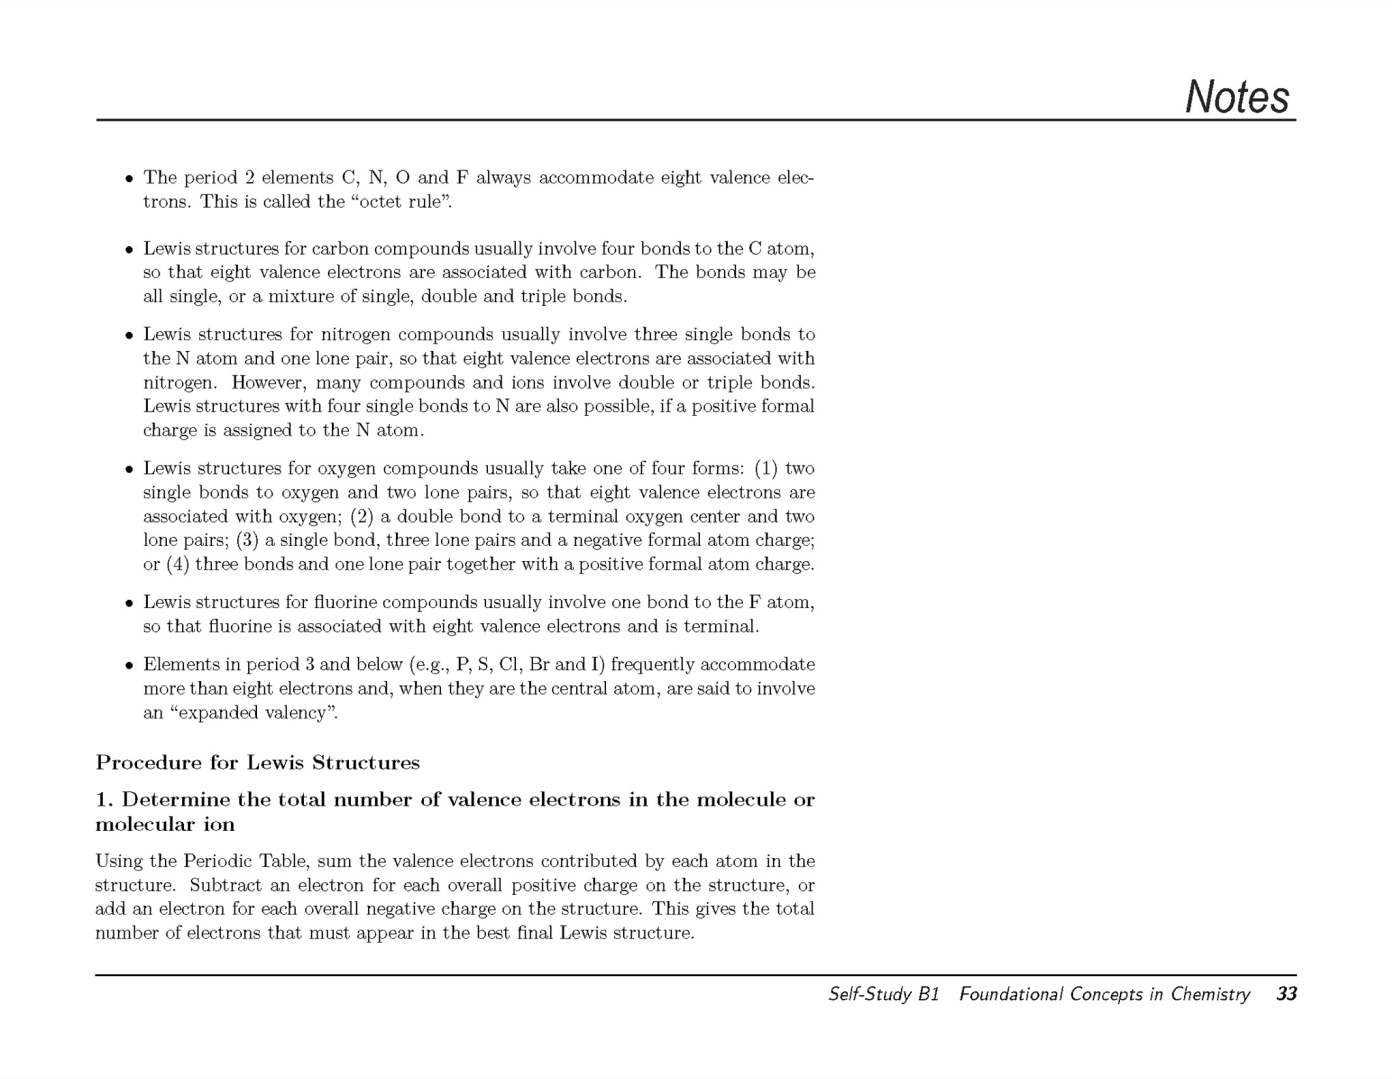 Notes
• The period 2 elements C, N, O and F always accommodate eight valence elec-
trons. This is called the “octet rule”.
• Lewis structures for carbon compounds usually involve four bonds to the C atom,
so that eight valence electrons are associated with carbon. The bonds may be
all single, or a mixture of single, double and triple bonds.
• Lewis structures for nitrogen compounds usually involve three single bonds to
the N atom and one lone pair, so that eight valence electrons are associated with
nitrogen. However, many compounds and ions involve double or triple bonds.
Lewis structures with four single bonds to N are also possible, if a positive formal
charge is assigned to the N atom.
• Lewis structures for oxygen compounds usually take one of four forms: (1) two
single bonds to oxygen and two lone pairs, so that eight valence electrons are
associated with oxygen; (2) a double bond to a terminal oxygen center and two
lone pairs; (3) a single bond, three lone pairs and a negative formal atom charge;
or (4) three bonds and one lone pair together with a positive formal atom charge.
• Lewis structures for fluorine compounds usually involve one bond to the F atom,
so that fluorine is associated with eight valence electrons and is terminal.
• Elements in period 3 and below (e.g., P, S, Cl, Br and I) frequently accommodate
more than eight electrons and, when they are the central atom, are said to involve
an “expanded valency”.
Procedure for Lewis Structures
1. Determine the total number of valence electrons in the molecule or
molecular ion
Using the Periodic Table, sum the valence electrons contributed by each atom in the
structure. Subtract an electron for each overall positive charge on the structure, or
add an electron for each overall negative charge on the structure. This gives the total
number of electrons that must appear in the best final Lewis structure.
Self-Study B1 Foundational Concepts in Chemistry 33